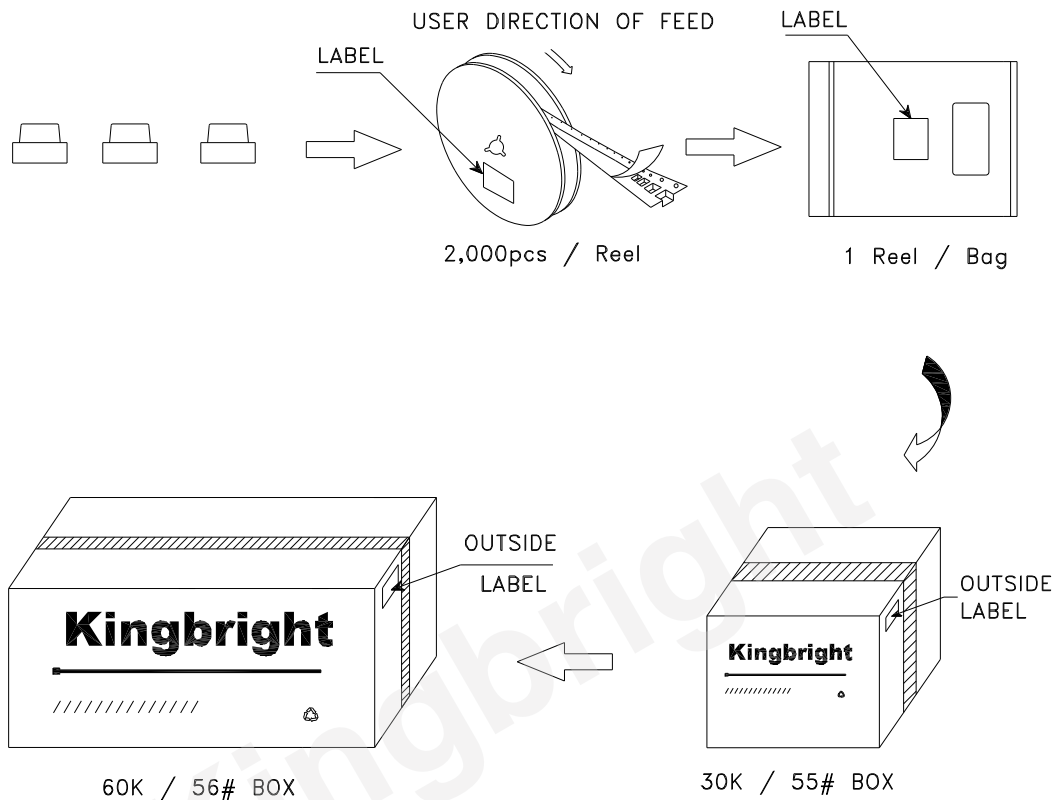 USER DIRECTION OF FEED
LABEL
LABEL
2,000pcs / Reel
1 Reel / Bag
OUTSIDE
LABEL
OUTSIDE
LABEL
Kingbright
Kingbright
60K / 56# BOX
30K / 55# BOX
Kingbright